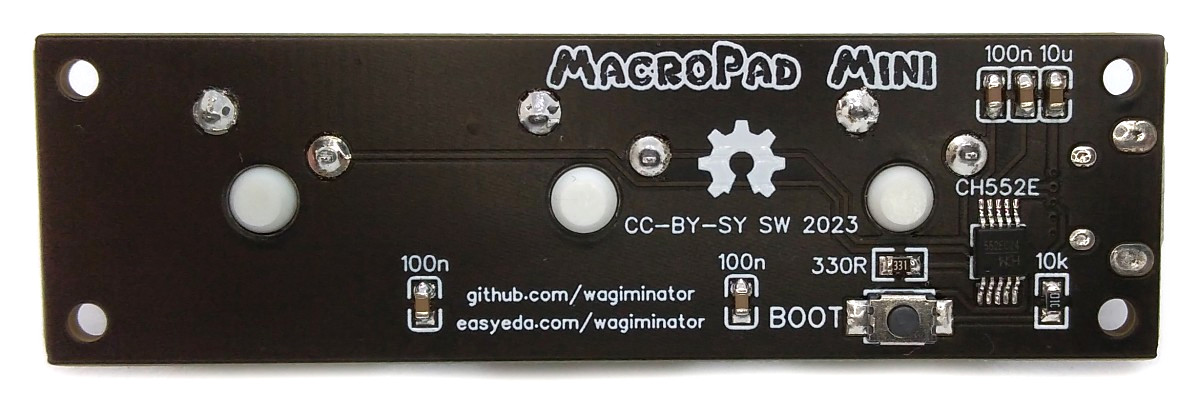 MACROPAD MINI
100n 10u
CH552E
CC-BY-SY SW 2023
330R
331
10k
100n
100n
github.com/wagiminator
easyeda.com/wagiminator
BOOT